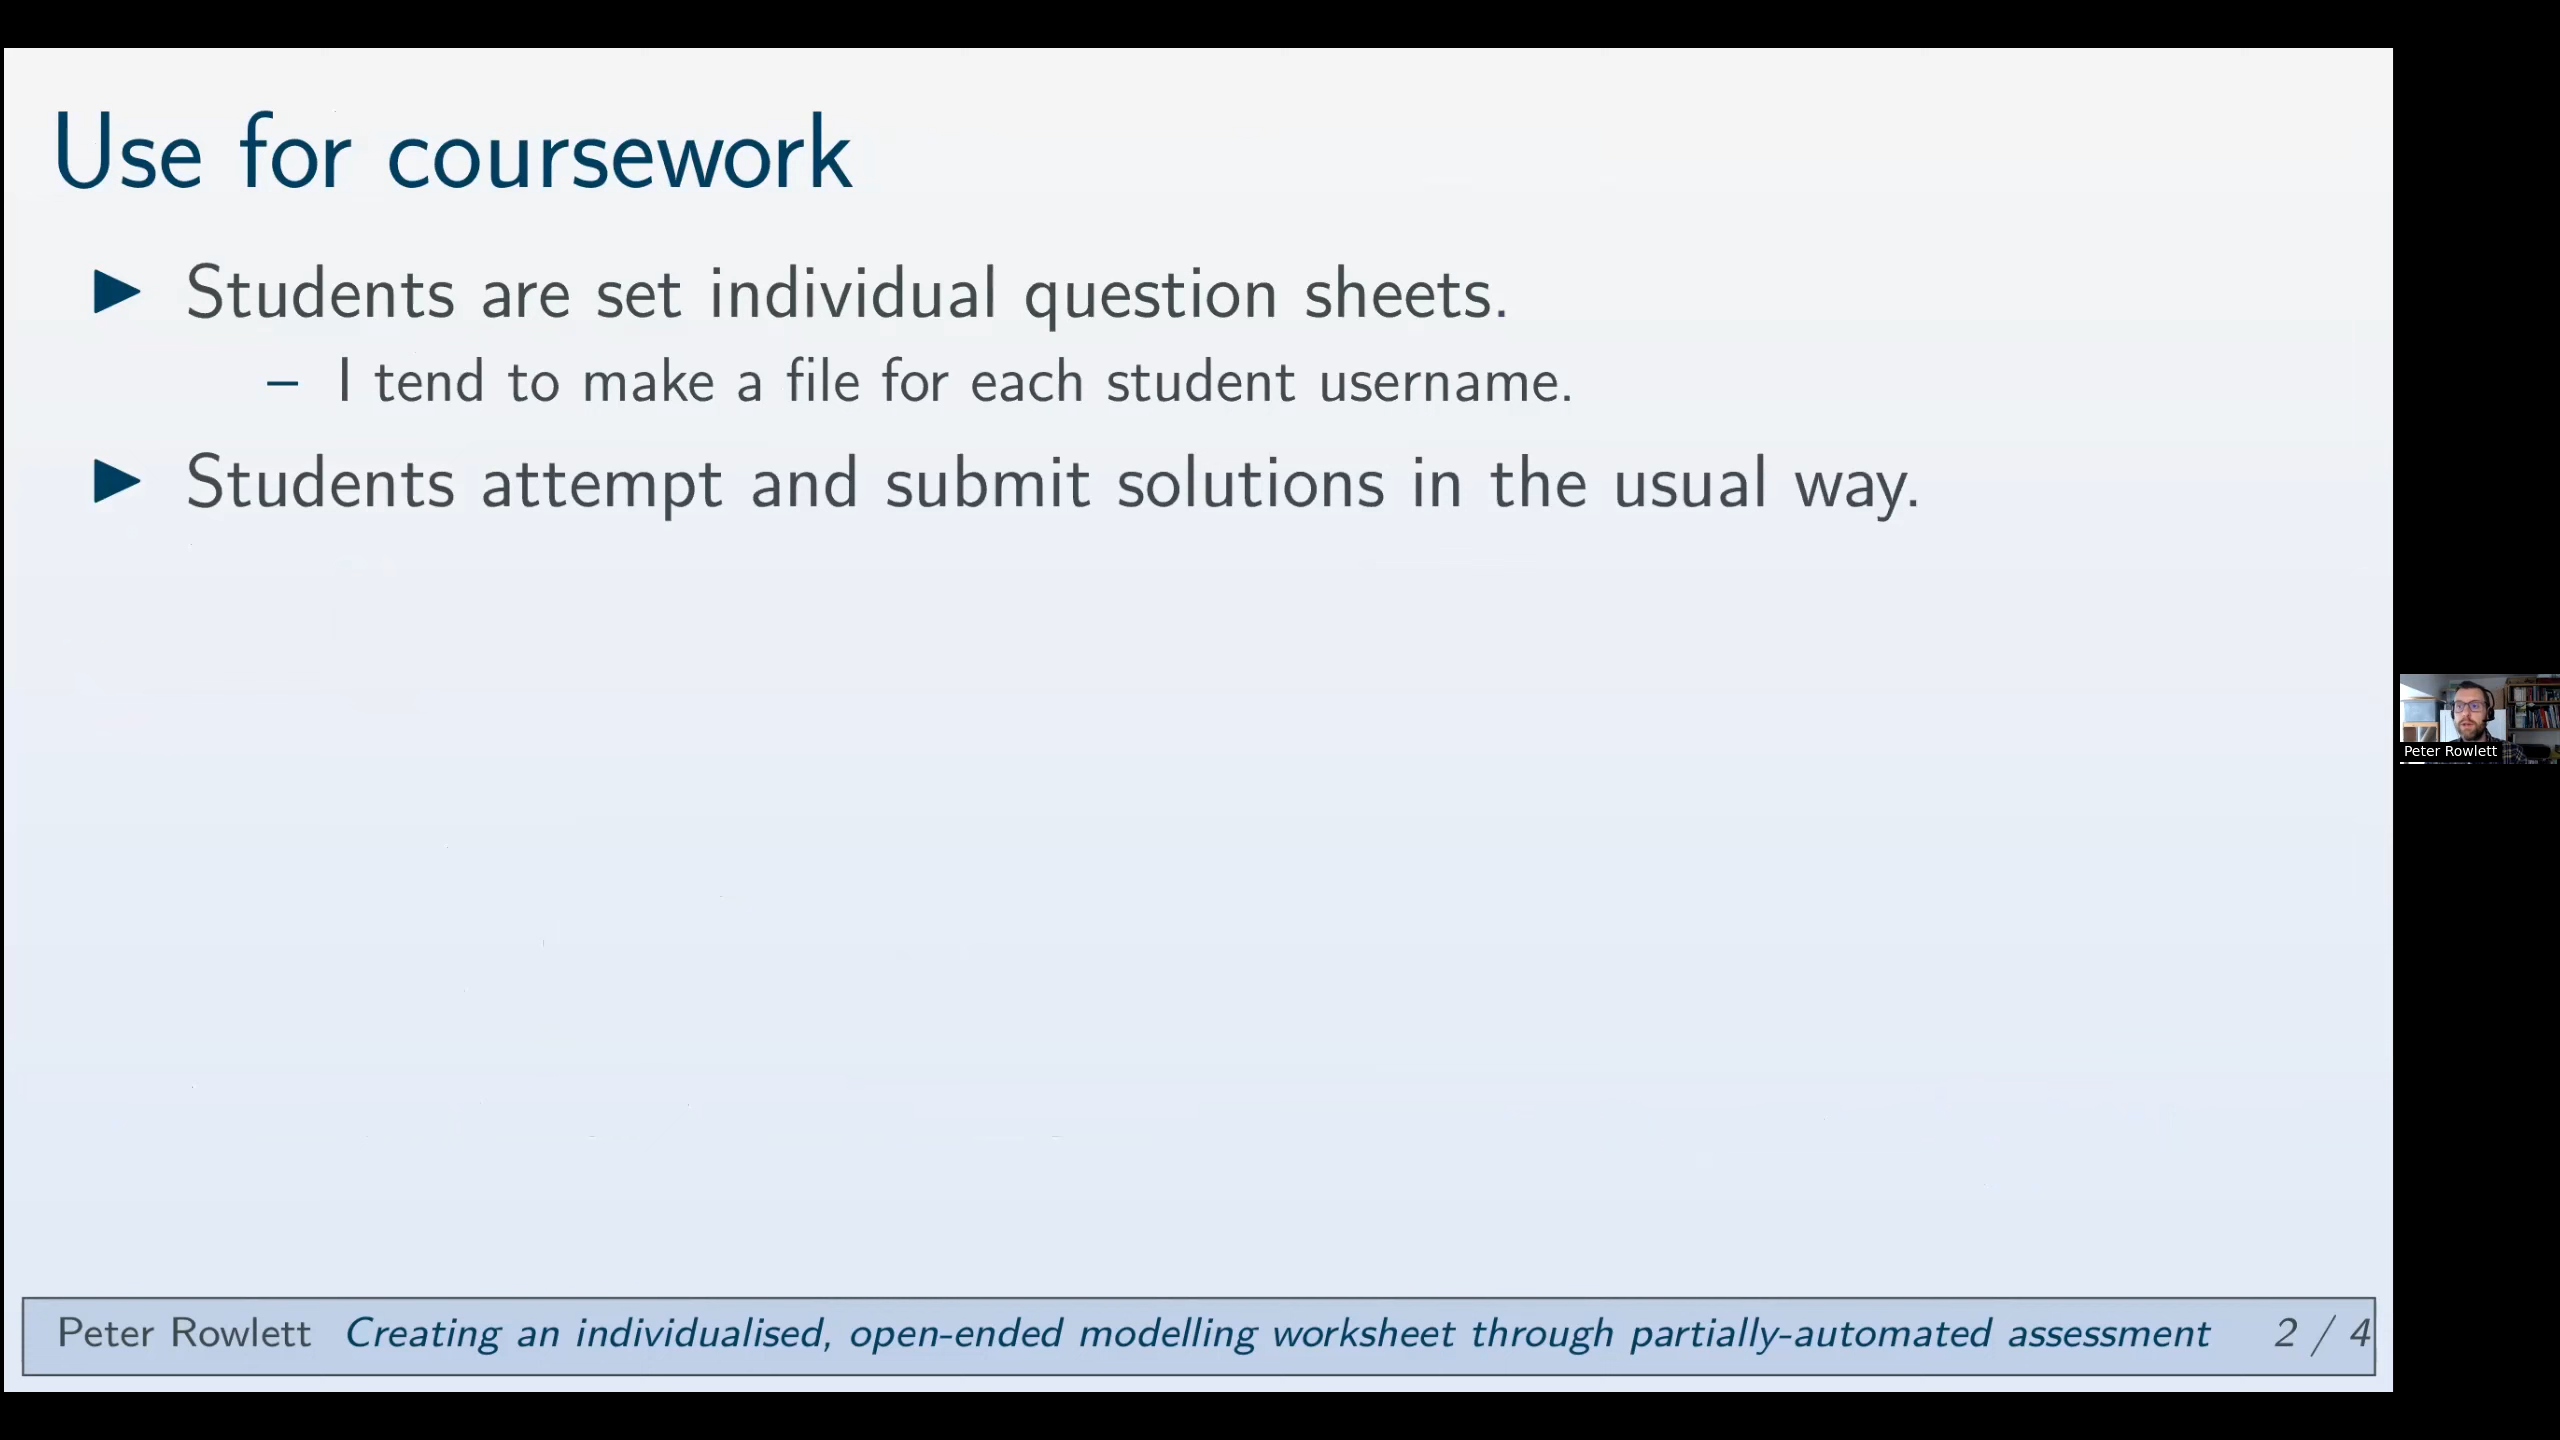 Use for coursework
▶ Students are set individual question sheets.
– I tend to make a file for each student username.
▶ Students attempt and submit solutions in the usual way.
Peter Rowlett
Peter Rowlett Creating an individualised, open-ended modelling worksheet through partially-automated assessment 2 / 4